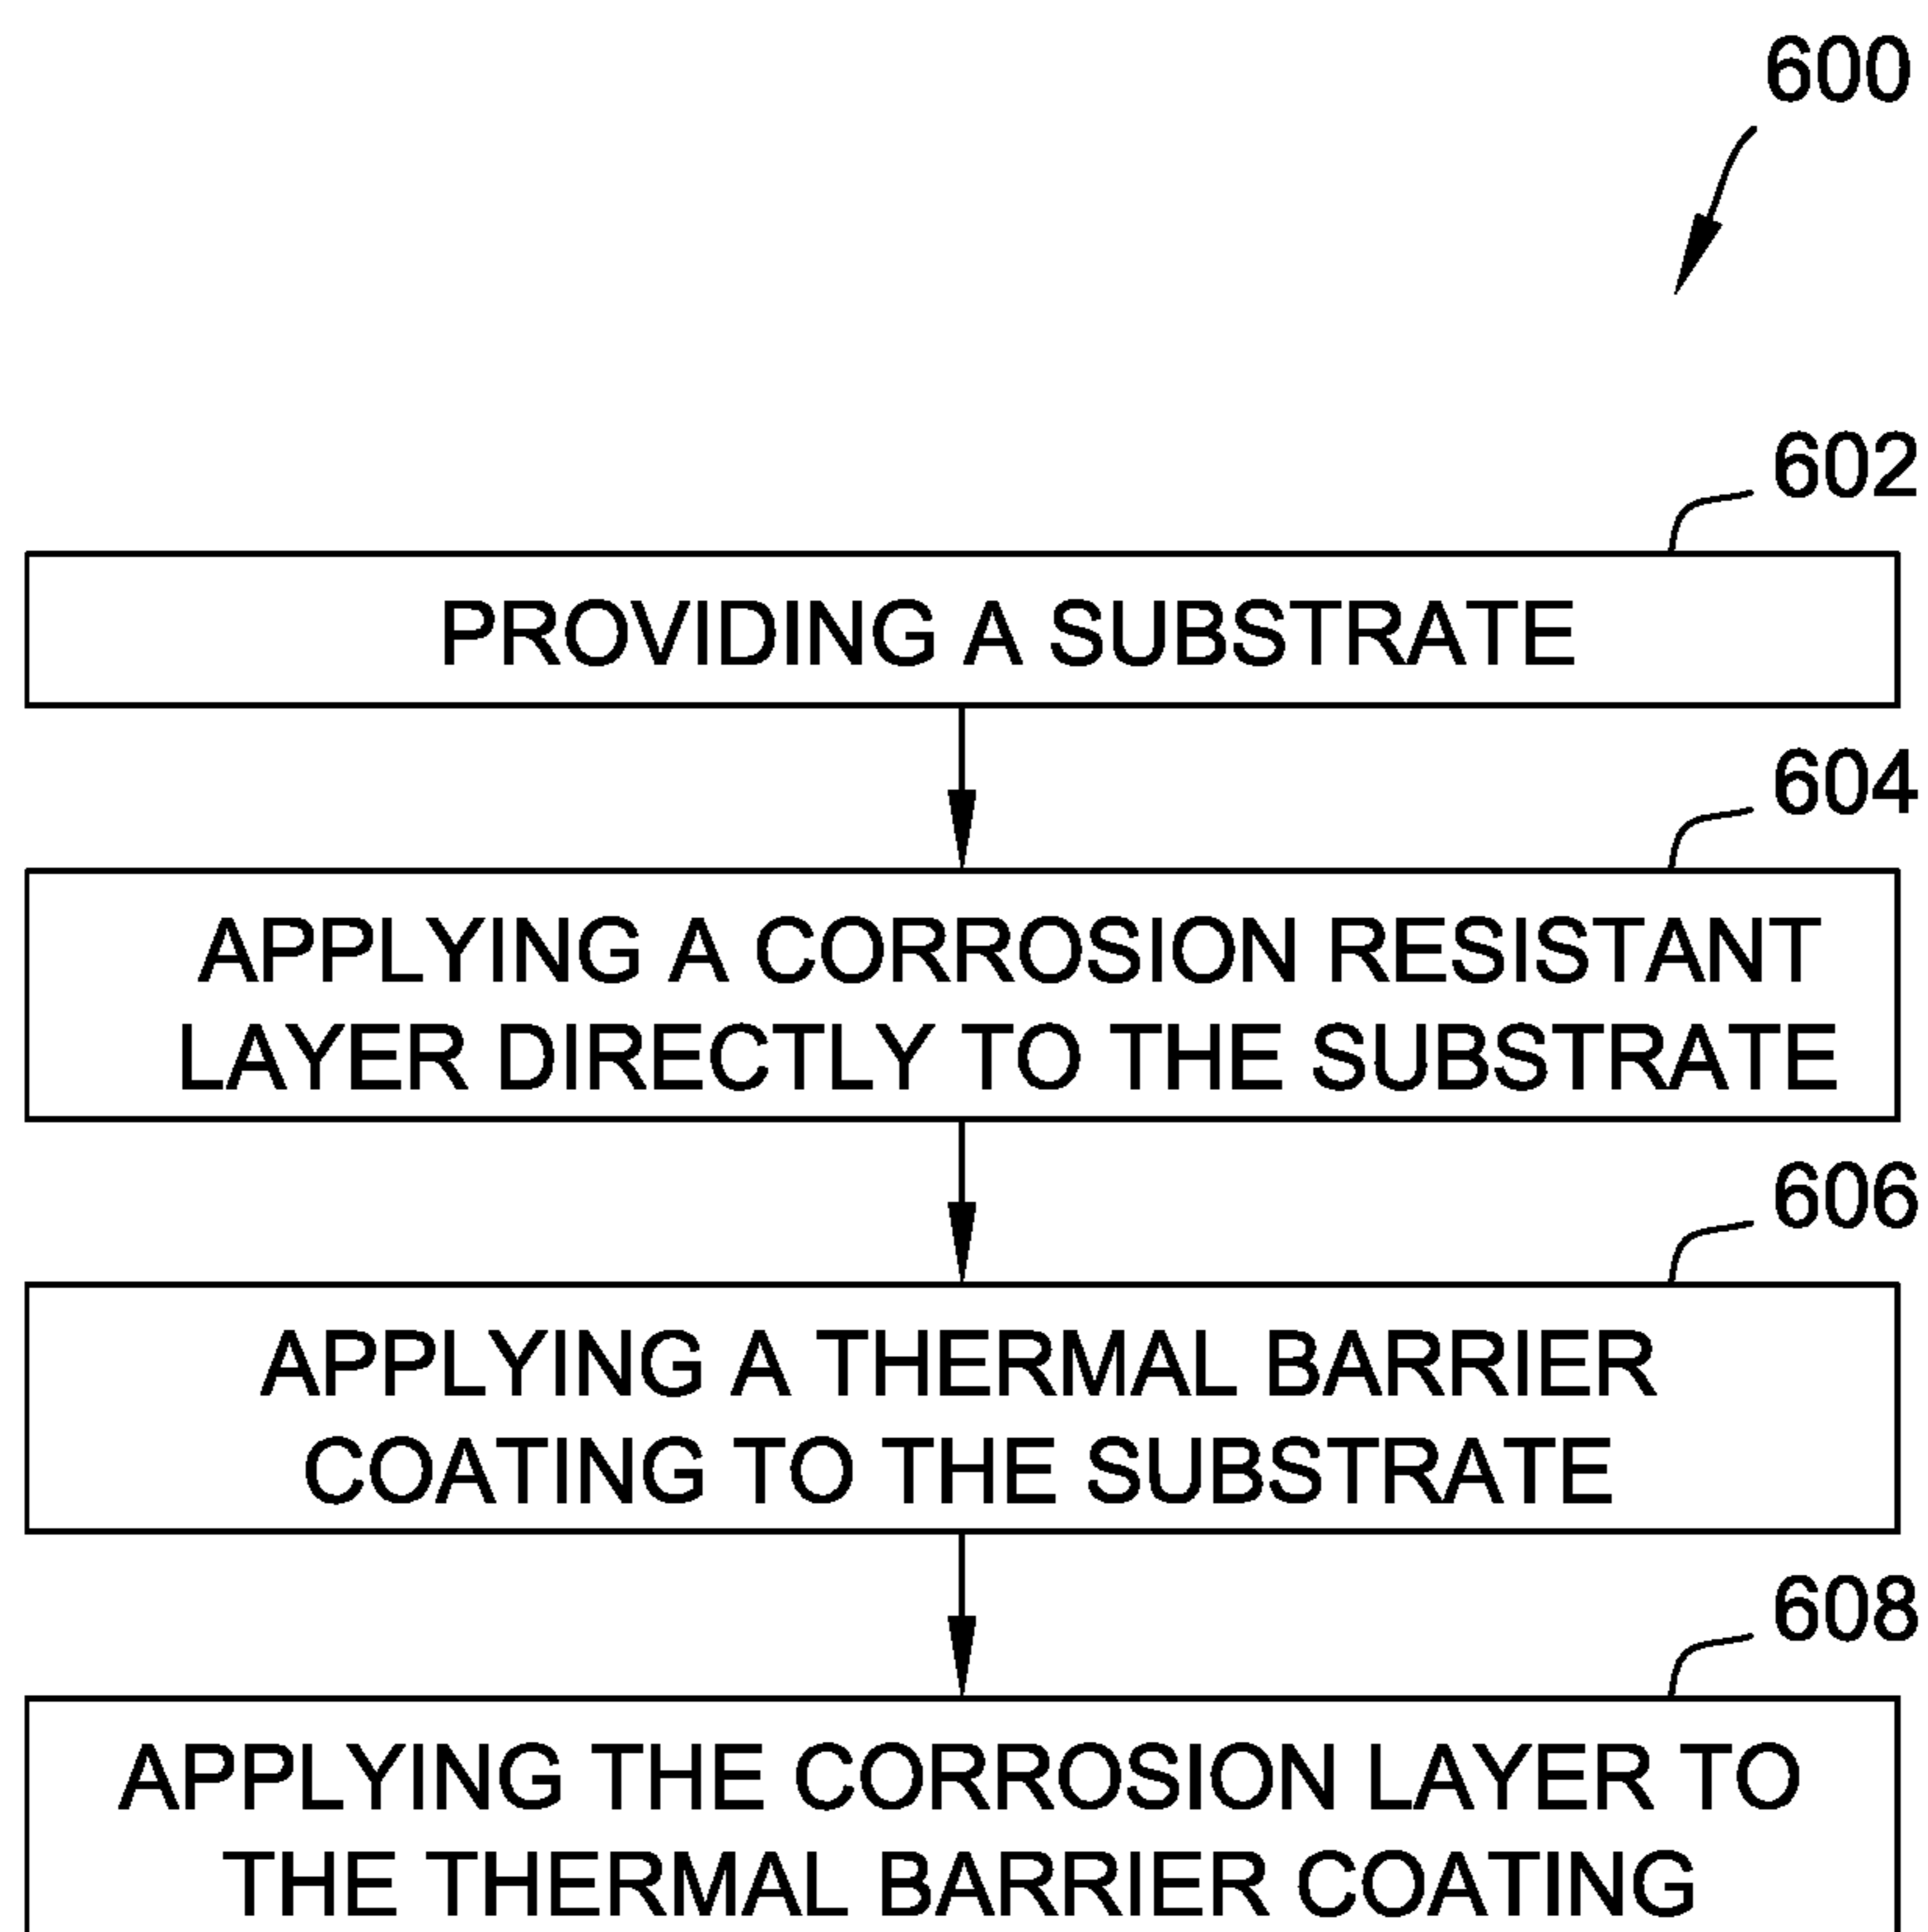 600
602
PROVIDING A SUBSTRATE
604
APPLYING A CORROSION RESISTANT
LAYER DIRECTLY TO THE SUBSTRATE
606
APPLYING A THERMAL BARRIER
COATING TO THE SUBSTRATE
608
APPLYING THE CORROSION LAYER TO
THE THERMAL BARRIER COATING